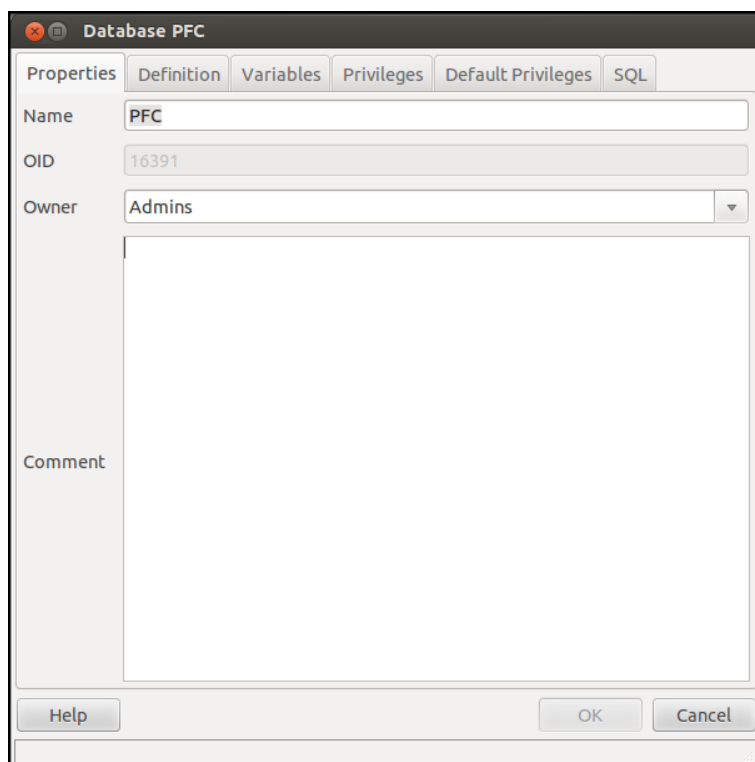 Database PFC
Properties Definition Variables Privileges Default Privileges SQL
Name PFC
OID 16391
Owner Admins
Comment
Help OK Cancel